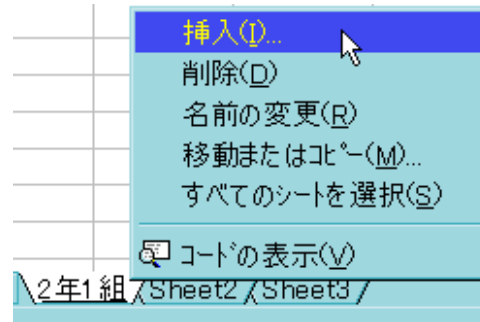 挿入(I)...
削除(D)
名前の変更(R)
移動またはｺﾋﾟｰ(M)...
すべてのｼｰﾄを選択(S)
ｺｰﾄﾞの表示(V)
2年1組 Sheet2 Sheet3